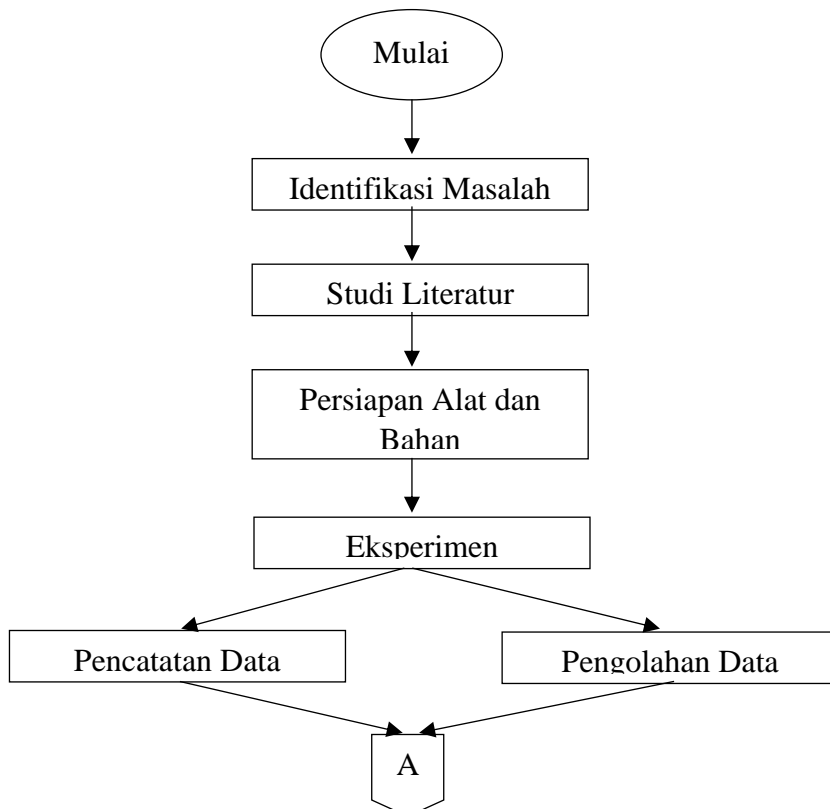 Mulai
Identifikasi Masalah
Studi Literatur
Persiapan Alat dan
Bahan
Eksperimen
Pencatatan Data
Pengolahan Data
A